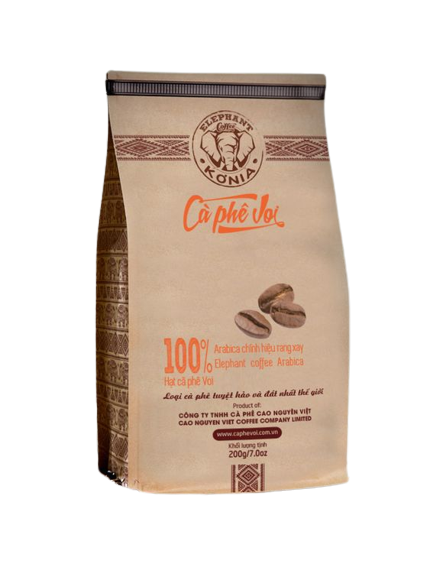 ELEPHANT
Coffee
KƠNIA
Cà phê Voi
100% Arabica chính hiệu rang xay
Elephant coffee Arabica
Hạt cà phê Voi
Loại cà phê tuyệt hảo và đắt nhất thế giới
Product of:
CÔNG TY TNHH CÀ PHÊ CAO NGUYÊN VIỆT
CAO NGUYEN VIET COFFEE COMPANY LIMITED
www.caphevoi.com.vn
Khối lượng tịnh
200g/7.0oz